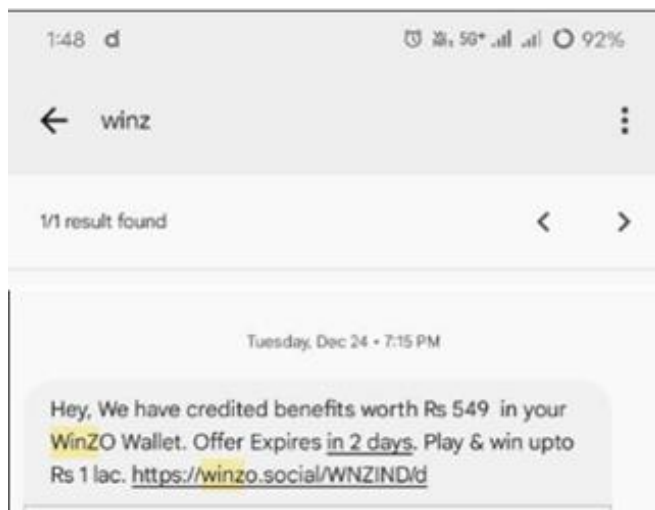 1:48 d 5G+ 92%
winz
1/1 result found
Tuesday, Dec 24 • 7:15 PM
Hey, We have credited benefits worth Rs 549 in your
WinZO Wallet. Offer Expires in 2 days. Play & win upto
Rs 1 lac. https://winzo.social/WNZIND/d